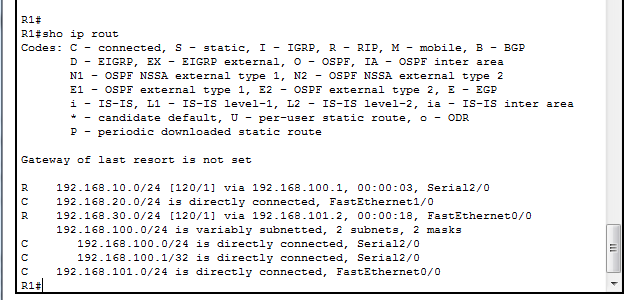 R1#
R1#sho ip rout
Codes: C - connected, S - static, I - IGRP, R - RIP, M - mobile, B - BGP
       D - EIGRP, EX - EIGRP external, O - OSPF, IA - OSPF inter area
       N1 - OSPF NSSA external type 1, N2 - OSPF NSSA external type 2
       E1 - OSPF external type 1, E2 - OSPF external type 2, E - EGP
       i - IS-IS, L1 - IS-IS level-1, L2 - IS-IS level-2, ia - IS-IS inter area
       * - candidate default, U - per-user static route, o - ODR
       P - periodic downloaded static route
Gateway of last resort is not set
R    192.168.10.0/24 [120/1] via 192.168.100.1, 00:00:03, Serial2/0
C    192.168.20.0/24 is directly connected, FastEthernet1/0
R    192.168.30.0/24 [120/1] via 192.168.101.2, 00:00:18, FastEthernet0/0
     192.168.100.0/24 is variably subnetted, 2 subnets, 2 masks
C       192.168.100.0/24 is directly connected, Serial2/0
C       192.168.100.1/32 is directly connected, Serial2/0
C    192.168.101.0/24 is directly connected, FastEthernet0/0
R1#